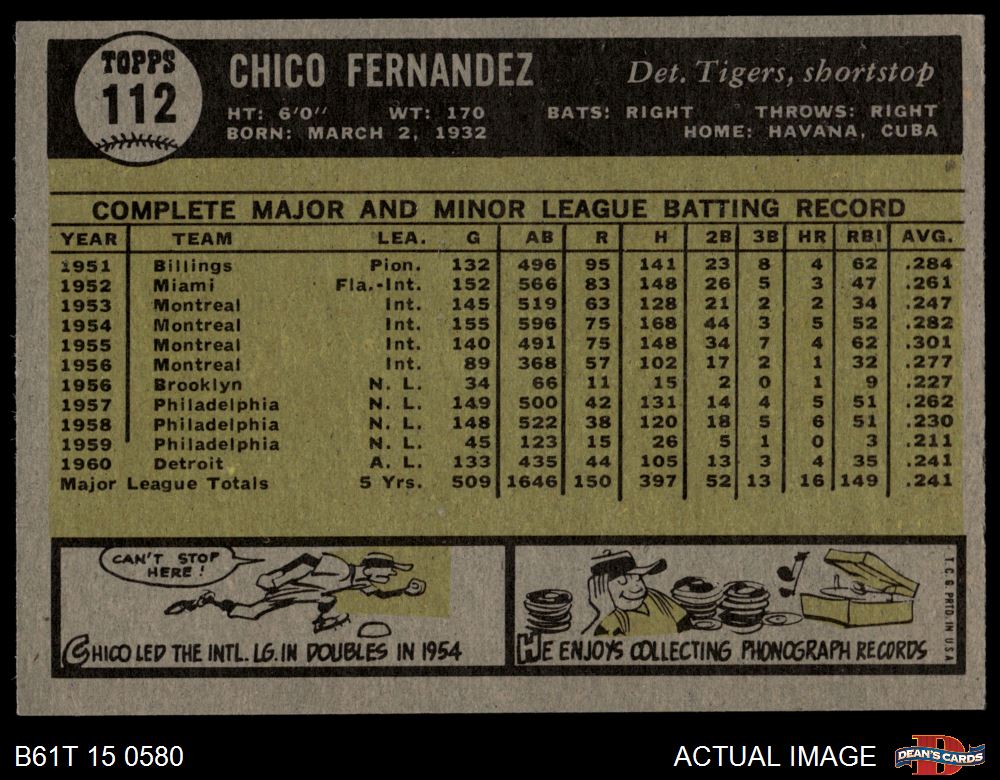 TOPPS
112
CHICO FERNANDEZ
Det. Tigers, shortstop
HT: 6'0" WT: 170 BATS: RIGHT THROWS: RIGHT
BORN: MARCH 2, 1932 HOME: HAVANA, CUBA
COMPLETE MAJOR AND MINOR LEAGUE BATTING RECORD
YEAR TEAM LEA. G AB R H 2B 3B HR RBI AVG.
1951 Billings Pion. 132 496 95 141 23 8 4 62 .284
1952 Miami Fla.-Int. 152 566 83 148 26 5 3 47 .261
1953 Montreal Int. 145 519 63 128 21 2 2 34 .247
1954 Montreal Int. 155 596 75 168 44 3 5 52 .282
1955 Montreal Int. 140 491 75 148 34 7 4 62 .301
1956 Montreal Int. 89 368 57 102 17 2 1 32 .277
1956 Brooklyn N. L. 34 66 11 15 2 0 1 9 .227
1957 Philadelphia N. L. 149 500 42 131 14 4 5 51 .262
1958 Philadelphia N. L. 148 522 38 120 18 5 6 51 .230
1959 Philadelphia N. L. 45 123 15 26 5 1 0 3 .211
1960 Detroit A. L. 133 435 44 105 13 3 4 35 .241
Major League Totals 5 Yrs. 509 1646 150 397 52 13 16 149 .241
CAN'T STOP
HERE!
CHICO LED THE INTL. LG. IN DOUBLES IN 1954
HE ENJOYS COLLECTING PHONOGRAPH RECORDS
T.C.G. PRTD. IN U.S.A.
B61T 15 0580
ACTUAL IMAGE
D
DEAN'S CARDS